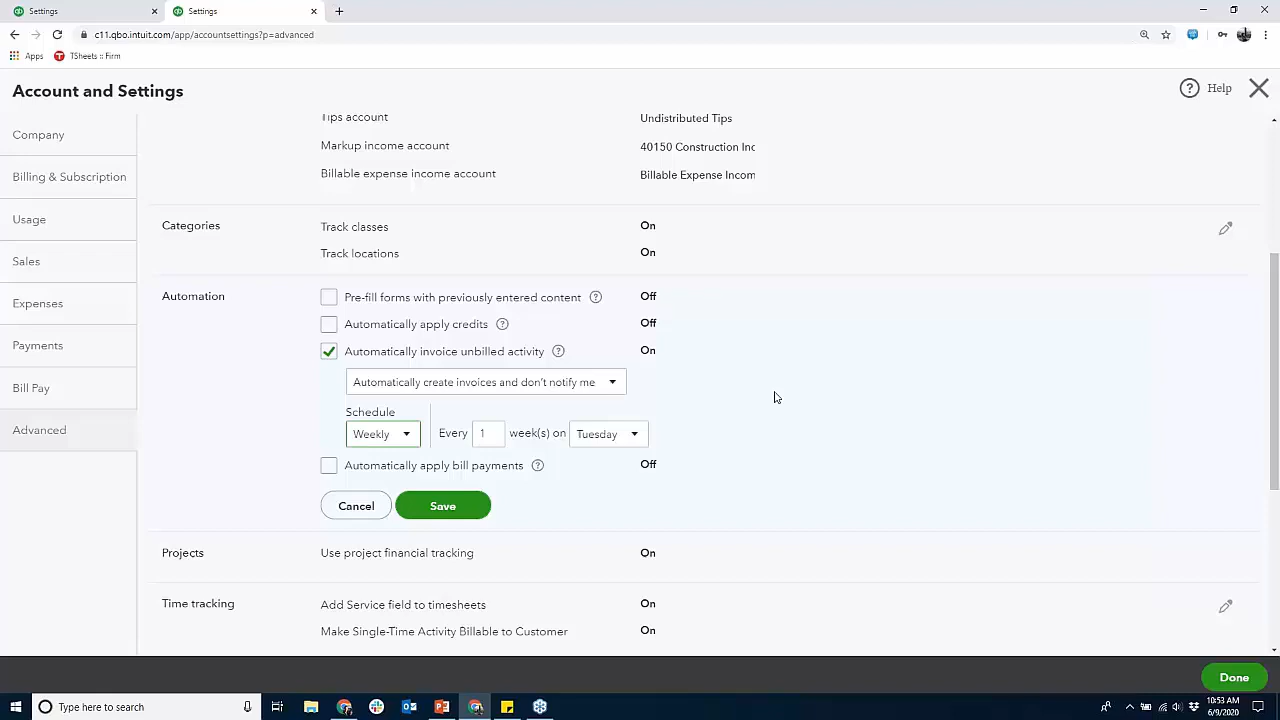 Settings
Settings
c11.qbo.intuit.com/app/accountsettings?p=advanced
Apps
TSheets :: Firm
Account and Settings
Help
Company
Billing & Subscription
Usage
Sales
Expenses
Payments
Bill Pay
Advanced
Tips account Undistributed Tips
Markup income account 40150 Construction Inc
Billable expense income account Billable Expense Incom
Categories Track classes On
Track locations On
Automation Pre-fill forms with previously entered content ? Off
Automatically apply credits ? Off
Automatically invoice unbilled activity ? On
Automatically create invoices and don't notify me
Schedule
Weekly Every 1 week(s) on Tuesday
Automatically apply bill payments ? Off
Cancel Save
Projects Use project financial tracking On
Time tracking Add Service field to timesheets On
Make Single-Time Activity Billable to Customer On
Done
Type here to search
10:53 AM
6/9/2020